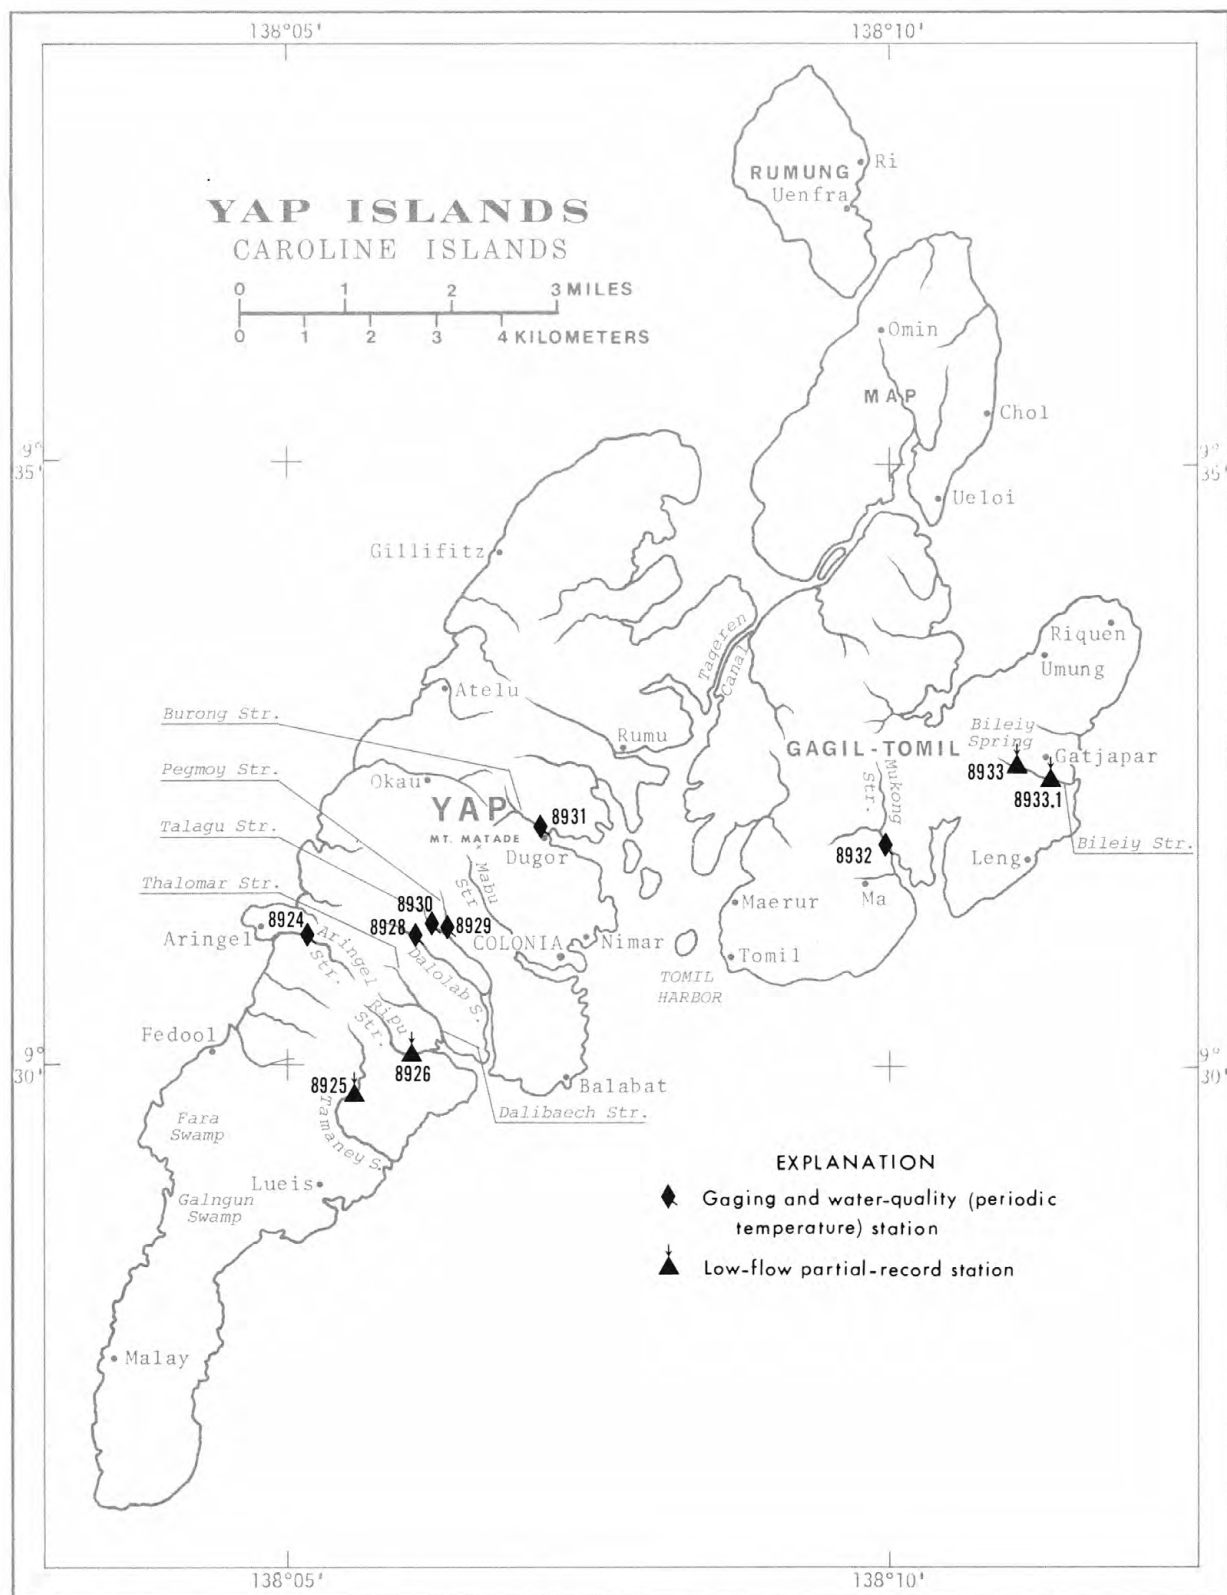 138°05' 138°10'
RUMUNG
Ri
Uenfra
YAP ISLANDS
CAROLINE ISLANDS
0 1 2 3 MILES
0 1 2 3 4 KILOMETERS
Omin
MAP
Chol
9°
35'
9°
35'
Ueloi
Gillifitz
Tageren
Canal
Riquen
Umung
Atelu
Burong Str.
Rumu
GAGIL-TOMIL
Bileiy
Spring
Gatjapar
Pegmoy Str.
Okau
YAP
MT. MATADE
Mukong
Str.
8933
8933.1
Talagu Str.
8931
Dugor
8932
Leng
Bileiy Str.
Thalomar Str.
Mabu
Str
Ma
Maerur
8924
8930
8928
8929
Aringel
Aringel
Str.
COLONIA
Nimar
Dalolab S.
Tomil
TOMIL
HARBOR
Ripu
Str.
Fedool
9°
30'
9°
30'
8926
8925
Balabat
Tamaney S.
Dalibaech Str.
Fara
Swamp
Lueis
Galngun
Swamp
EXPLANATION
Gaging and water-quality (periodic
temperature) station
Low-flow partial-record station
Malay
138°05' 138°10'